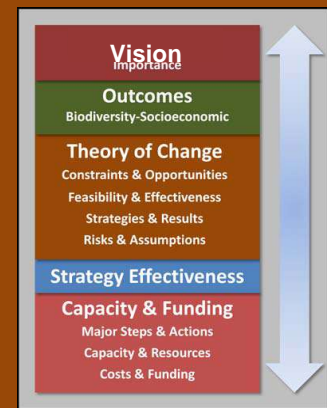 Vision
Importance
Outcomes
Biodiversity-Socioeconomic
Theory of Change
Constraints & Opportunities
Feasibility & Effectiveness
Strategies & Results
Risks & Assumptions
Strategy Effectiveness
Capacity & Funding
Major Steps & Actions
Capacity & Resources
Costs & Funding